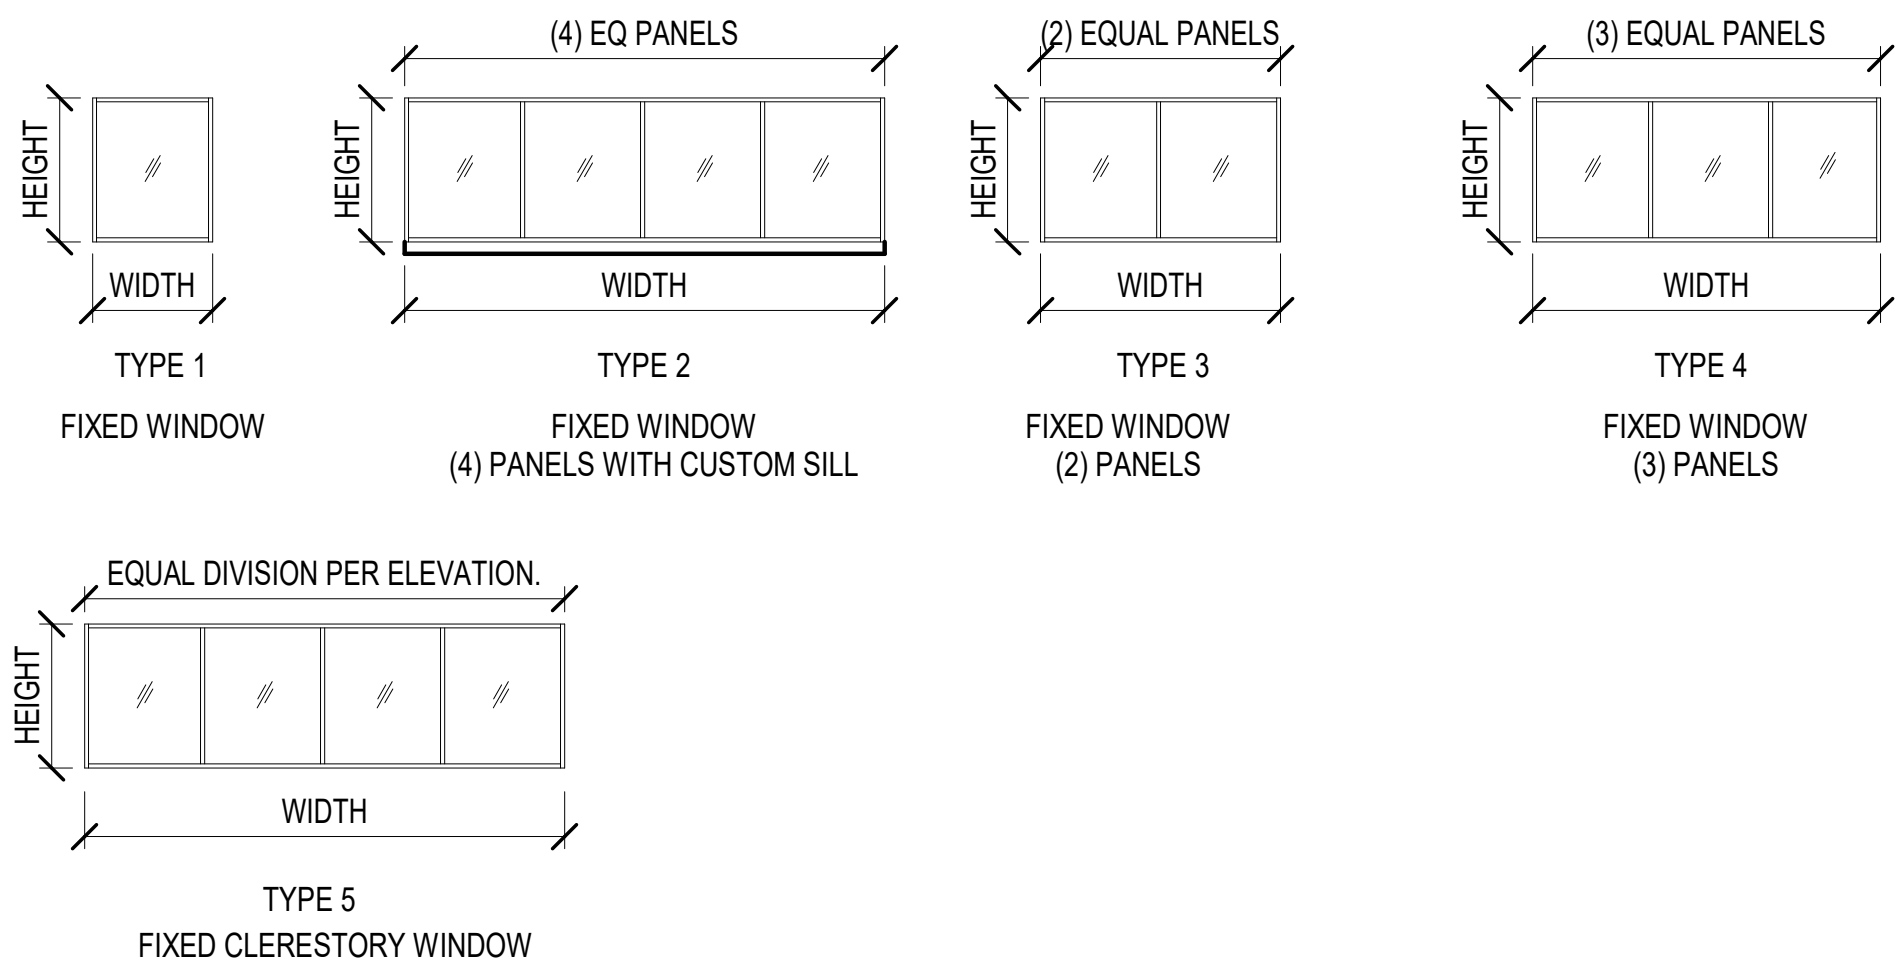 (4) EQ PANELS
(2) EQUAL PANELS
(3) EQUAL PANELS
HEIGHT
HEIGHT
HEIGHT
HEIGHT
WIDTH
WIDTH
WIDTH
WIDTH
TYPE 1
TYPE 2
TYPE 3
TYPE 4
FIXED WINDOW
FIXED WINDOW
(4) PANELS WITH CUSTOM SILL
FIXED WINDOW
(2) PANELS
FIXED WINDOW
(3) PANELS
EQUAL DIVISION PER ELEVATION.
HEIGHT
WIDTH
TYPE 5
FIXED CLERESTORY WINDOW